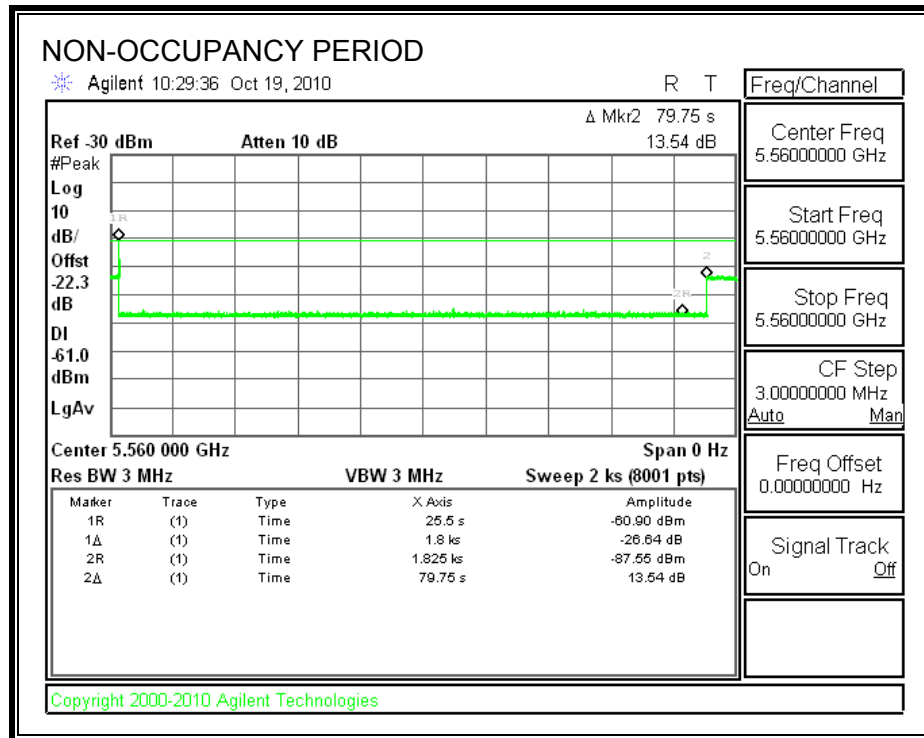 NON-OCCUPANCY PERIOD
Agilent 10:29:36 Oct 19, 2010 R T
Δ Mkr2 79.75 s
Ref -30 dBm Atten 10 dB 13.54 dB
#Peak
Log
10
dB/
Offst
-22.3
dB
DI
-61.0
dBm
LgAv
1R
2
2R
Center 5.560 000 GHz Span 0 Hz
Res BW 3 MHz VBW 3 MHz Sweep 2 ks (8001 pts)
Marker Trace Type X Axis Amplitude
1R (1) Time 25.5 s -60.90 dBm
1Δ (1) Time 1.8 ks -26.64 dB
2R (1) Time 1.825 ks -87.55 dBm
2Δ (1) Time 79.75 s 13.54 dB
Copyright 2000-2010 Agilent Technologies
Freq/Channel
Center Freq
5.56000000 GHz
Start Freq
5.56000000 GHz
Stop Freq
5.56000000 GHz
CF Step
3.00000000 MHz
Auto Man
Freq Offset
0.00000000 Hz
Signal Track
On Off